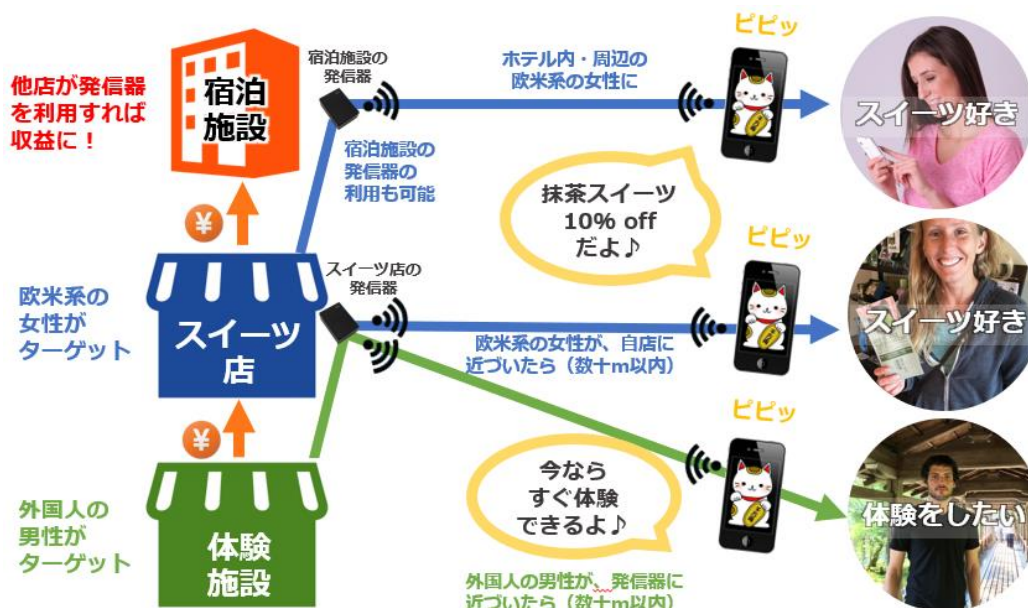 他店が発信器
を利用すれば
収益に！
宿泊
施設
宿泊施設の
発信器
ホテル内・周辺の
欧米系の女性に
ピピッ
スイーツ好き
宿泊施設の
発信器の
利用も可能
抹茶スイーツ
10% off
だよ♪
¥
欧米系の
女性が
ターゲット
スイーツ
店
スイーツ店の
発信器
欧米系の女性が、自店に
近づいたら（数十m以内）
ピピッ
スイーツ好き
¥
外国人の
男性が
ターゲット
体験
施設
今なら
すぐ体験
できるよ♪
ピピッ
体験をしたい
外国人の男性が、発信器に
近づいたら（数十m以内）